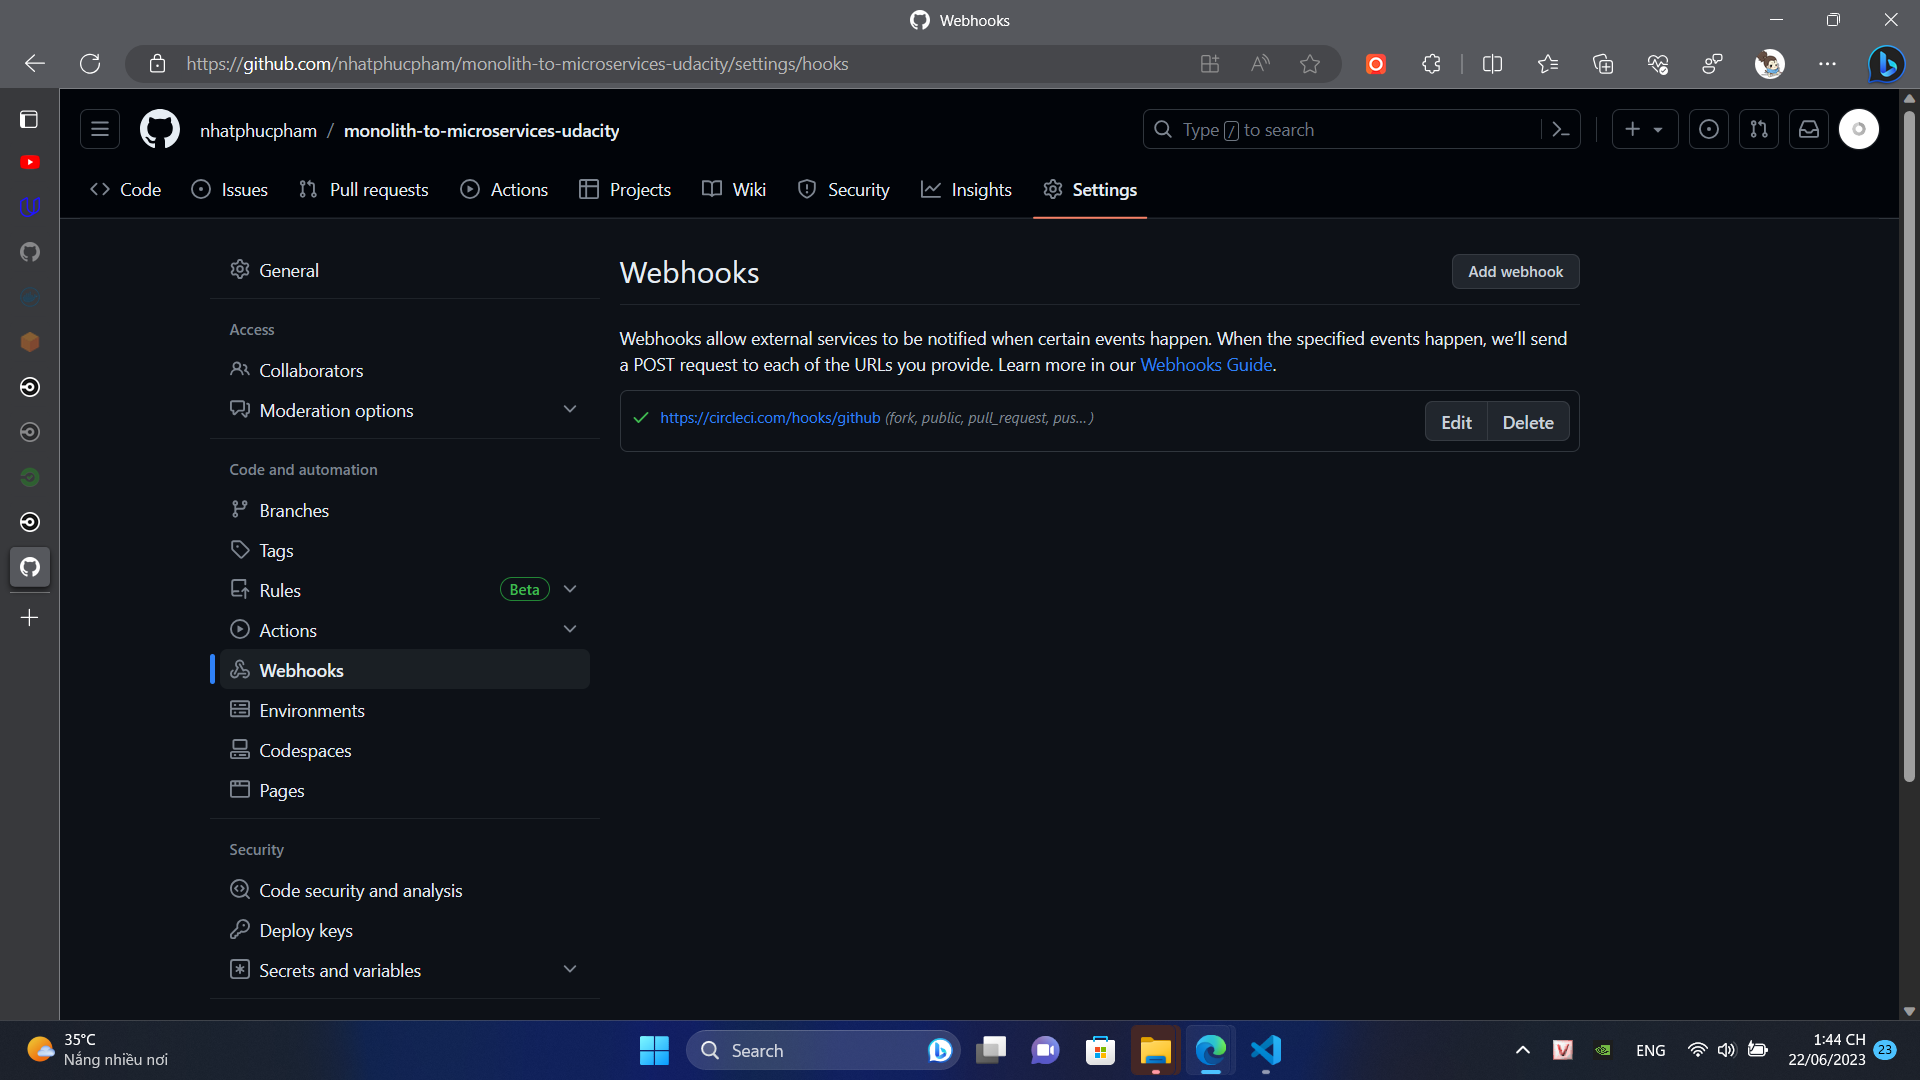 Webhooks
https://github.com/nhatphucpham/monolith-to-microservices-udacity/settings/hooks
nhatphucpham / monolith-to-microservices-udacity
Type / to search
Code
Issues
Pull requests
Actions
Projects
Wiki
Security
Insights
Settings
General
Access
Collaborators
Moderation options
Code and automation
Branches
Tags
Rules Beta
Actions
Webhooks
Environments
Codespaces
Pages
Security
Code security and analysis
Deploy keys
Secrets and variables
Webhooks
Add webhook
Webhooks allow external services to be notified when certain events happen. When the specified events happen, we’ll send
a POST request to each of the URLs you provide. Learn more in our Webhooks Guide.
https://circleci.com/hooks/github (fork, public, pull_request, pus…)
Edit
Delete
35°C
Nắng nhiều nơi
Search
ENG
1:44 CH
22/06/2023
23